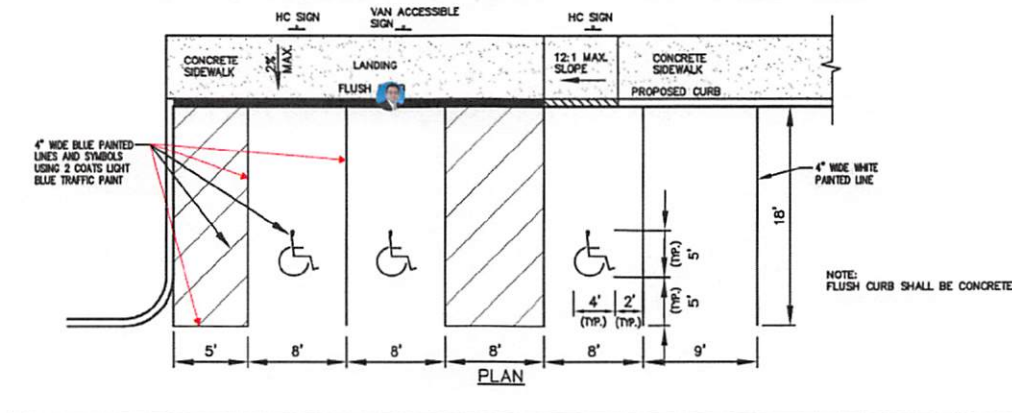 HC SIGN
VAN ACCESSIBLE
SIGN
HC SIGN
CONCRETE
SIDEWALK
2%
MAX.
LANDING
12:1 MAX.
SLOPE
CONCRETE
SIDEWALK
FLUSH
PROPOSED CURB
4" WIDE BLUE PAINTED
LINES AND SYMBOLS
USING 2 COATS LIGHT
BLUE TRAFFIC PAINT
4" WIDE WHITE
PAINTED LINE
18'
(TYP.)
5'
(TYP.)
5'
4'
(TYP.)
2'
(TYP.)
NOTE:
FLUSH CURB SHALL BE CONCRETE
5'
8'
8'
8'
8'
9'
PLAN